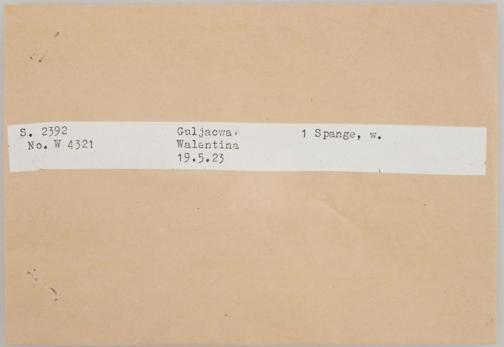 S. 2392 Guljaewa, 1 Spange, w.
No. W 4321 Walentina
19.5.23